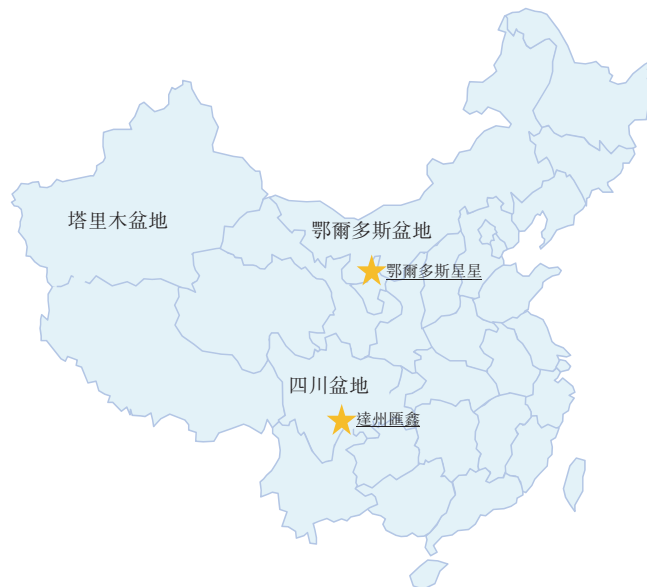 塔里木盆地
鄂爾多斯盆地
鄂爾多斯星星
四川盆地
達州匯鑫